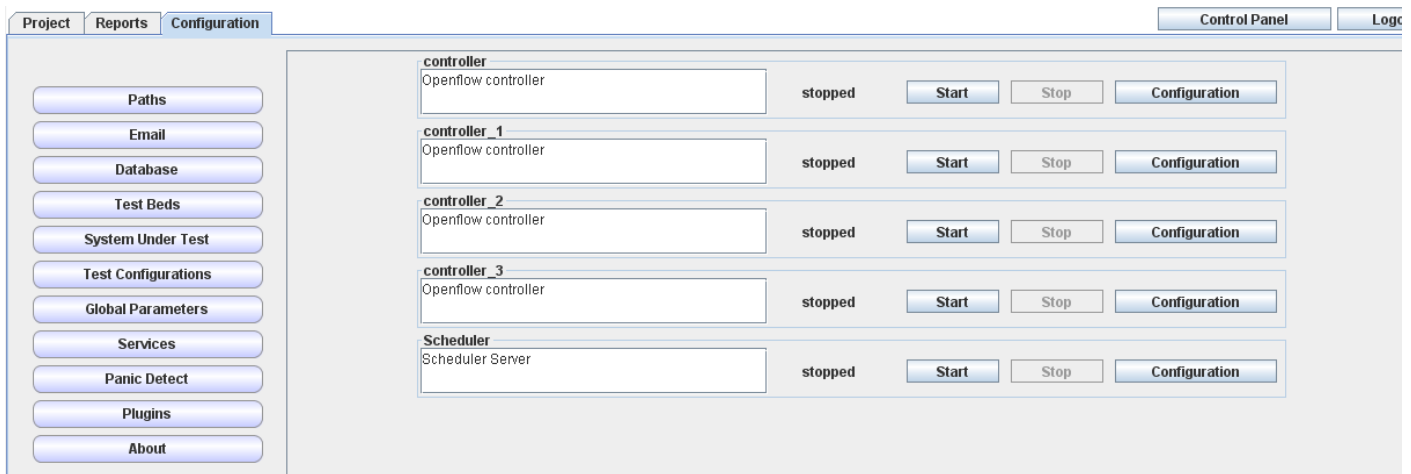 Project Reports Configuration Control Panel
Paths
Email
Database
Test Beds
System Under Test
Test Configurations
Global Parameters
Services
Panic Detect
Plugins
About
controller
Openflow controller
stopped Start Stop Configuration
controller_1
Openflow controller
stopped Start Stop Configuration
controller_2
Openflow controller
stopped Start Stop Configuration
controller_3
Openflow controller
stopped Start Stop Configuration
Scheduler
Scheduler Server
stopped Start Stop Configuration